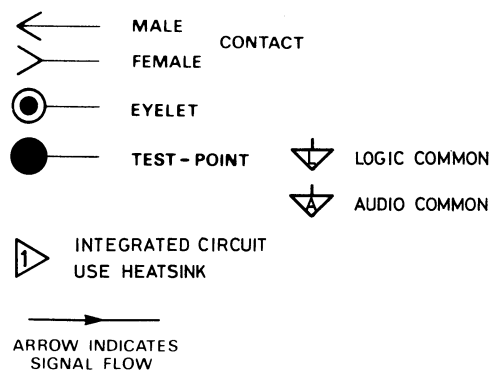 MALE
CONTACT
FEMALE
EYELET
TEST-POINT
L LOGIC COMMON
A AUDIO COMMON
1 INTEGRATED CIRCUIT
USE HEATSINK
ARROW INDICATES
SIGNAL FLOW